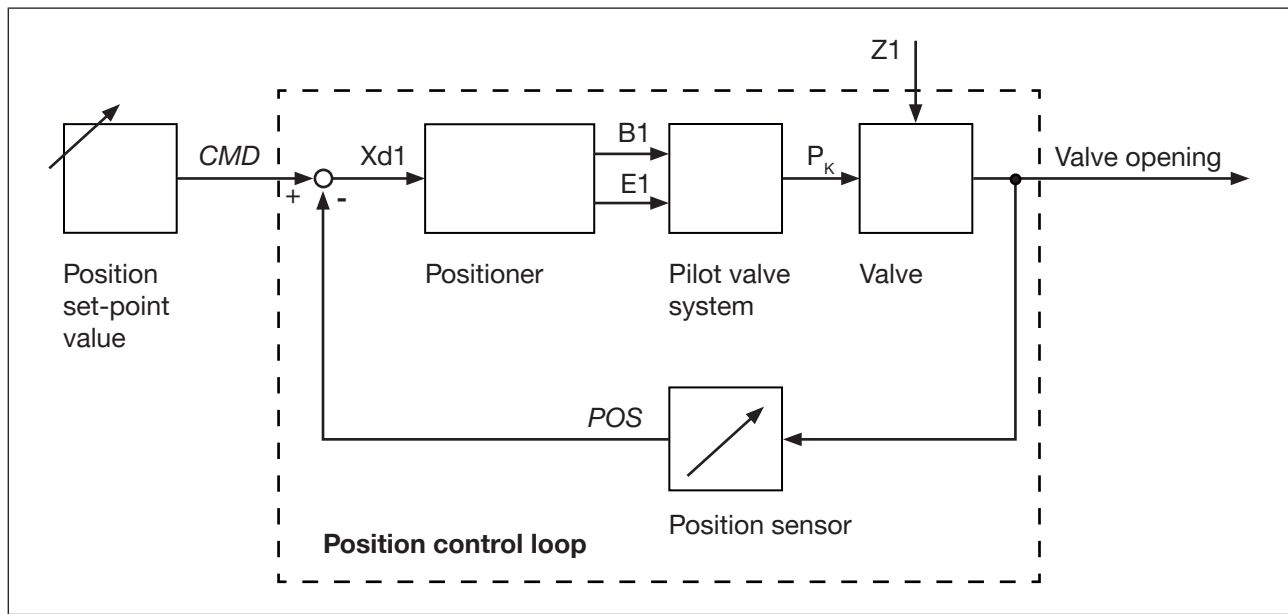 Z1
CMD
Xd1
B1
E1
P_K
Valve opening
+
-
Position
set-point
value
Positioner
Pilot valve
system
Valve
POS
Position sensor
Position control loop